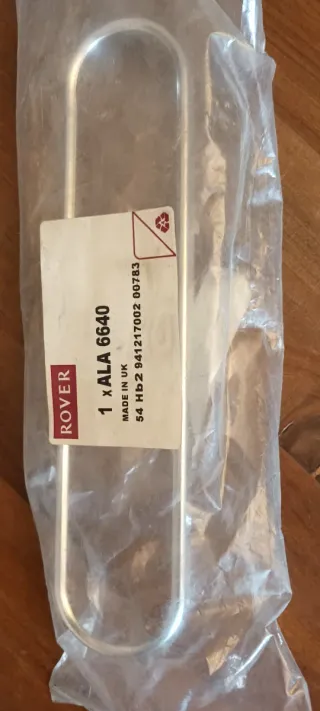 ROVER
1 x ALA 6640
MADE IN UK
54 Hb2 941217002 00783